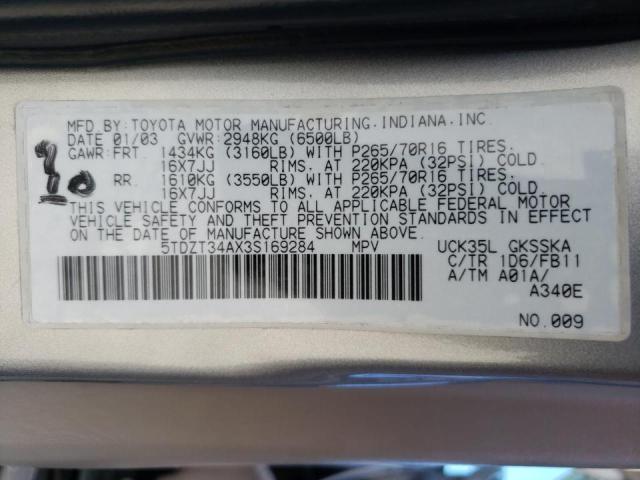 MFD BY:TOYOTA MOTOR MANUFACTURING.INDIANA.INC
DATE 01/03 GVWR:2948KG (6500LB)
GAWR:FRT 1434KG (3160LB) WITH P265/70R16 TIRES.
16X7JJ RIMS. AT 220KPA (32PSI) COLD.
RR 1610KG (3550LB) WITH P265/70R16 TIRES.
16X7JJ RIMS. AT 220KPA (32PSI) COLD.
THIS VEHICLE CONFORMS TO ALL APPLICABLE FEDERAL MOTOR
VEHICLE SAFETY AND THEFT PREVENTION STANDARDS IN EFFECT
ON THE DATE OF MANUFACTURE SHOWN ABOVE.
5TDZT34AX3S169284 MPV UCK35L GKSSKA
C/TR 1D6/FB11
A/TM A01A/
A340E
NO.009